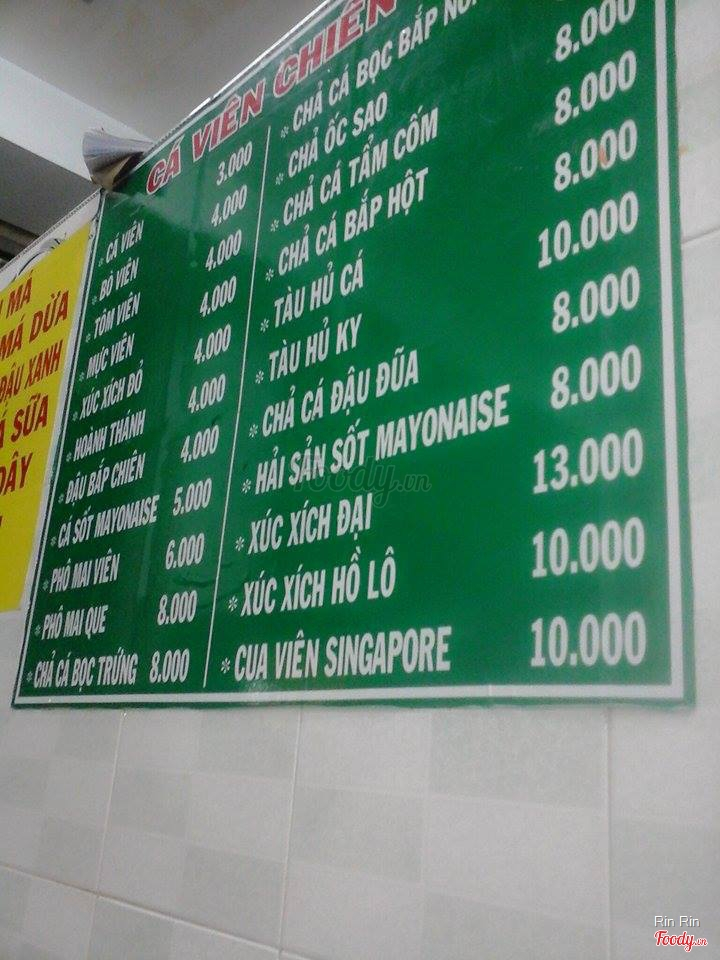 CÁ VIÊN CHIÊN
* CÁ VIÊN 3.000
* BÒ VIÊN 4.000
* TÔM VIÊN 4.000
* MỰC VIÊN 4.000
* XÚC XÍCH ĐỎ 4.000
* HOÀNH THÁNH 4.000
* ĐẬU BẮP CHIÊN 4.000
* CÁ SỐT MAYONAISE 5.000
* PHÔ MAI VIÊN 6.000
* PHÔ MAI QUE 8.000
* CHẢ CÁ BỌC TRỨNG 8.000
* CHẢ CÁ BỌC BẮP
* CHẢ ỐC SAO
* CHẢ CÁ TẨM CỐM 8.000
* CHẢ CÁ BẮP HỘT 8.000
* TÀU HỦ CÁ 8.000
* TÀU HỦ KY 10.000
* CHẢ CÁ ĐẬU ĐŨA 8.000
* HẢI SẢN SỐT MAYONAISE 8.000
* XÚC XÍCH ĐẠI 13.000
* XÚC XÍCH HỒ LÔ 10.000
* CUA VIÊN SINGAPORE 10.000
MÁ
MÁ DỪA
ĐẬU XANH
SỮA
DÂY
foody.vn
Rin Rin
Foody.vn